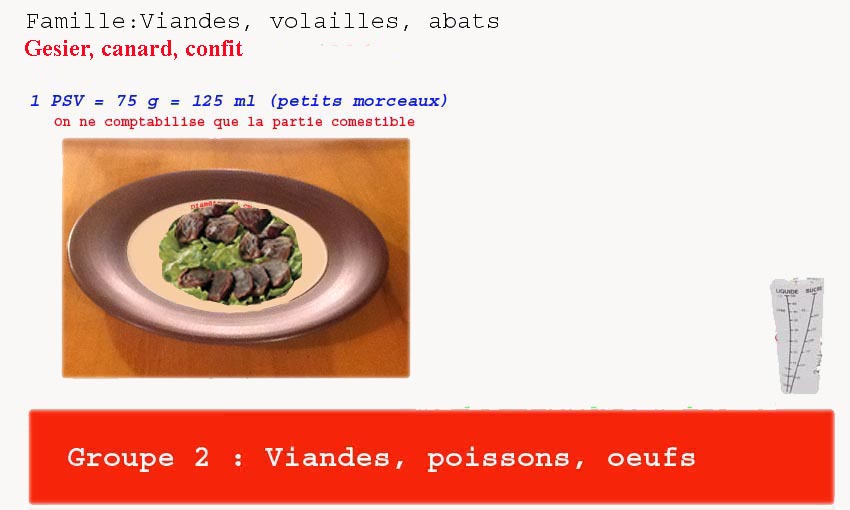 Famille:Viandes, volailles, abats
Gesier, canard, confit
1 PSV = 75 g = 125 ml (petits morceaux)
On ne comptabilise que la partie comestible
LIQUIDE SUCRE
Groupe 2 : Viandes, poissons, oeufs